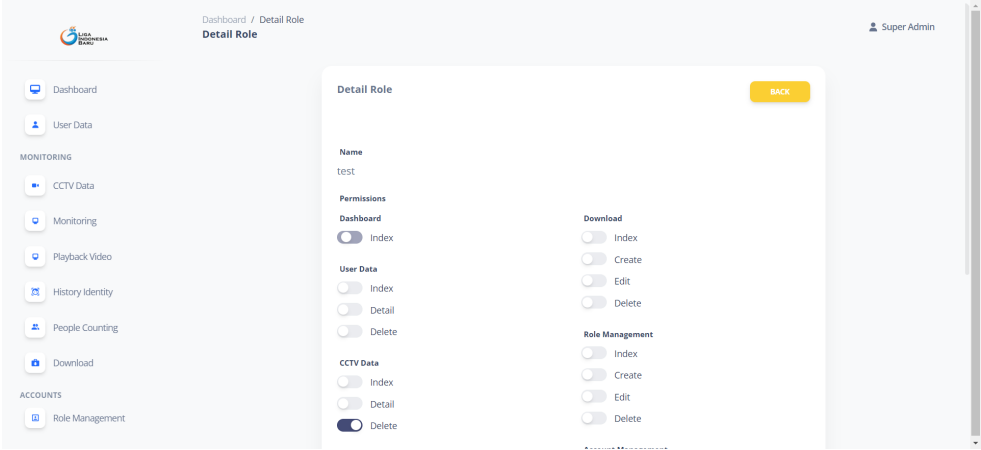 LIGA
INDONESIA
BARU
Dashboard / Detail Role
Detail Role
Super Admin
Dashboard
User Data
MONITORING
CCTV Data
Monitoring
Playback Video
History Identity
People Counting
Download
ACCOUNTS
Role Management
Detail Role
BACK
Name
test
Permissions
Dashboard
Index
User Data
Index
Detail
Delete
CCTV Data
Index
Detail
Delete
Download
Index
Create
Edit
Delete
Role Management
Index
Create
Edit
Delete
Account Management